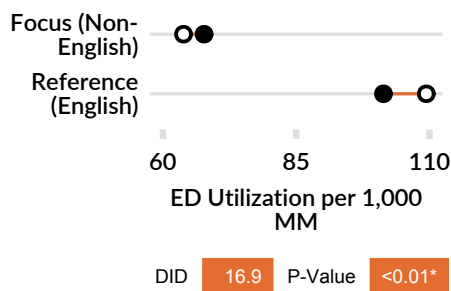 Focus (Non-
English)
Reference
(English)
60 85 110
ED Utilization per 1,000
MM
DID 16.9 P-Value <0.01*